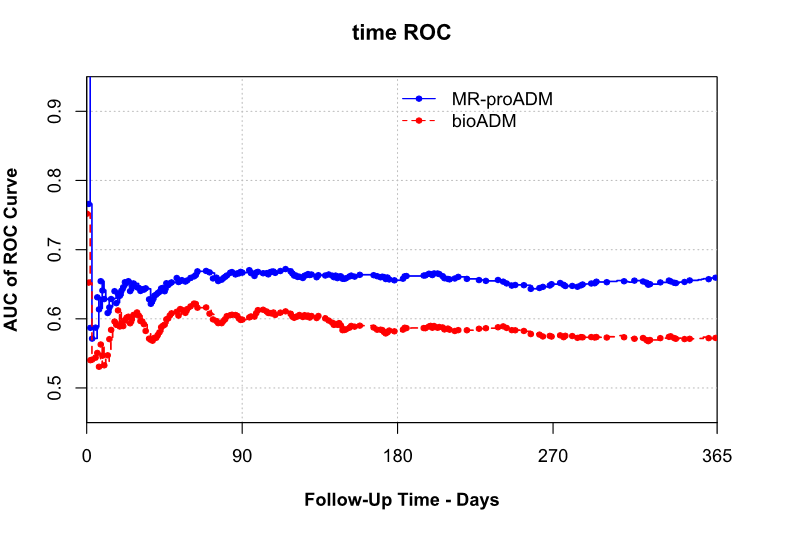 time ROC
MR-proADM
bioADM
AUC of ROC Curve
0.9
0.8
0.7
0.6
0.5
0 90 180 270 365
Follow-Up Time - Days